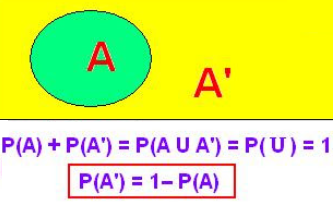 A
A'
P(A) + P(A') = P(A U A') = P(U) = 1
P(A') = 1– P(A)